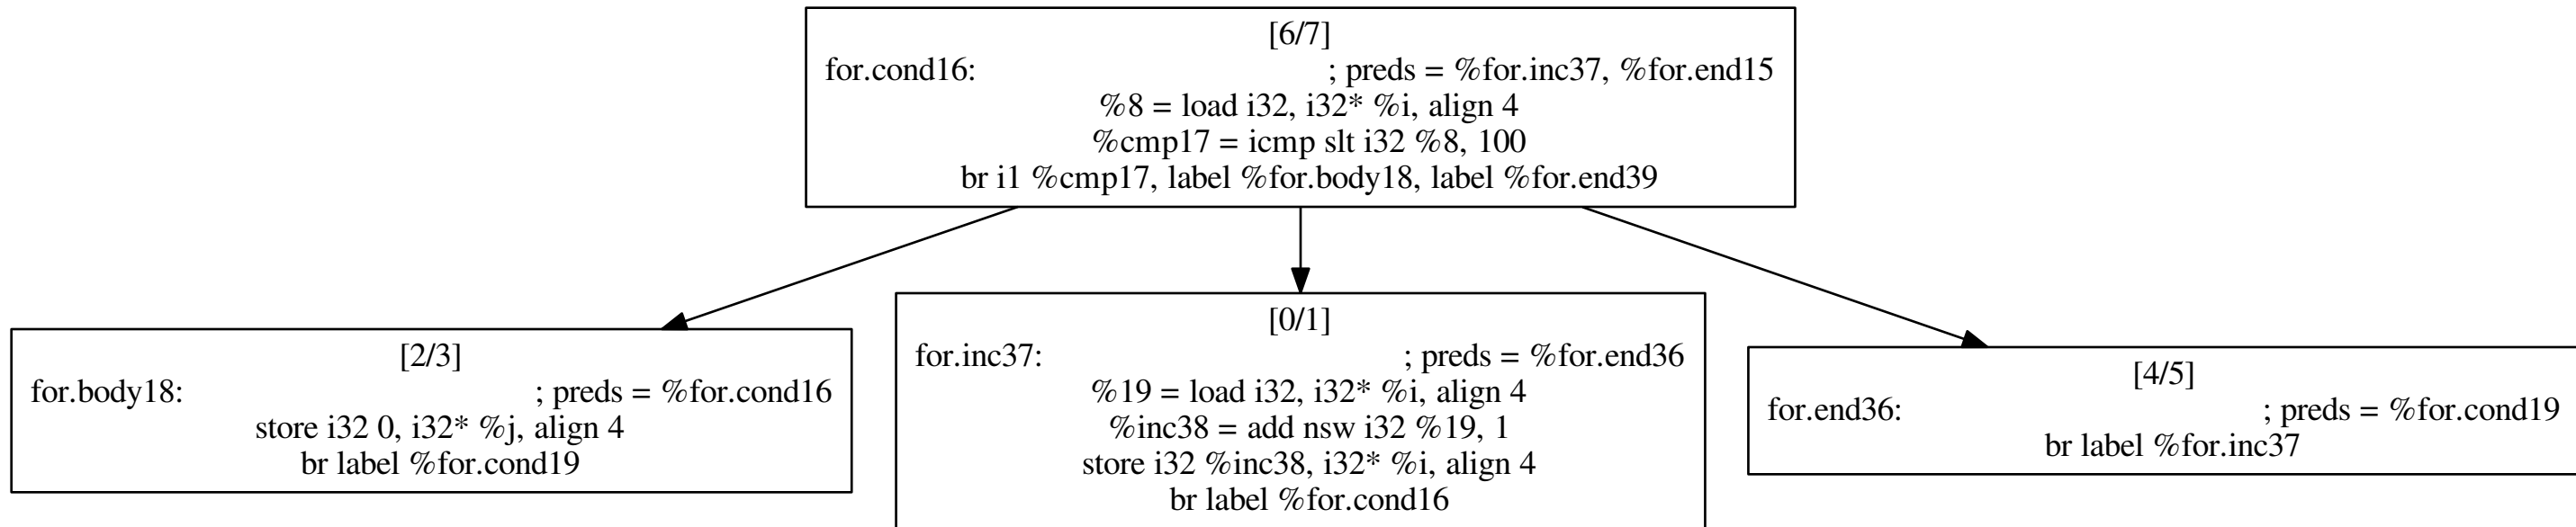 [6/7]
for.cond16: ; preds = %for.inc37, %for.end15
%8 = load i32, i32* %i, align 4
%cmp17 = icmp slt i32 %8, 100
br i1 %cmp17, label %for.body18, label %for.end39
[2/3]
for.body18: ; preds = %for.cond16
store i32 0, i32* %j, align 4
br label %for.cond19
[0/1]
for.inc37: ; preds = %for.end36
%19 = load i32, i32* %i, align 4
%inc38 = add nsw i32 %19, 1
store i32 %inc38, i32* %i, align 4
br label %for.cond16
[4/5]
for.end36: ; preds = %for.cond19
br label %for.inc37